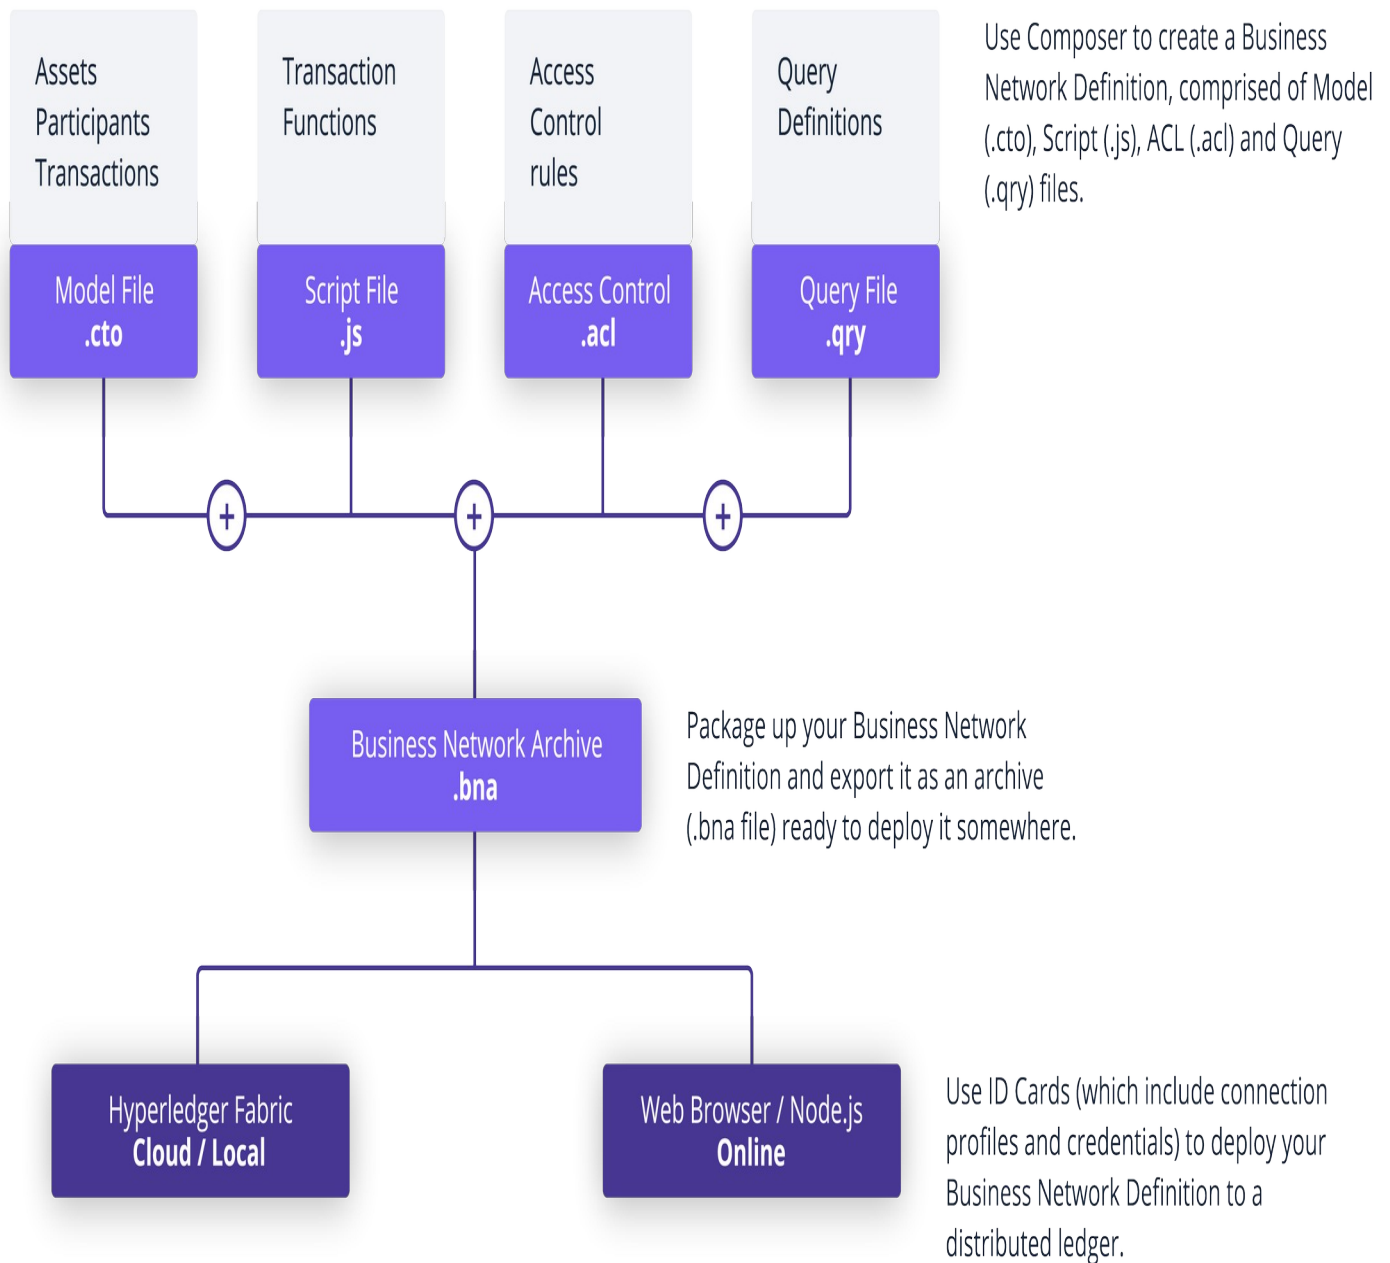 Assets
Participants
Transactions
Model File
.cto
Transaction
Functions
Script File
.js
Access
Control
rules
Access Control
.acl
Query
Definitions
Query File
.qry
Use Composer to create a Business
Network Definition, comprised of Model
(.cto), Script (.js), ACL (.acl) and Query
(.qry) files.
+
+
+
Business Network Archive
.bna
Package up your Business Network
Definition and export it as an archive
(.bna file) ready to deploy it somewhere.
Hyperledger Fabric
Cloud / Local
Web Browser / Node.js
Online
Use ID Cards (which include connection
profiles and credentials) to deploy your
Business Network Definition to a
distributed ledger.